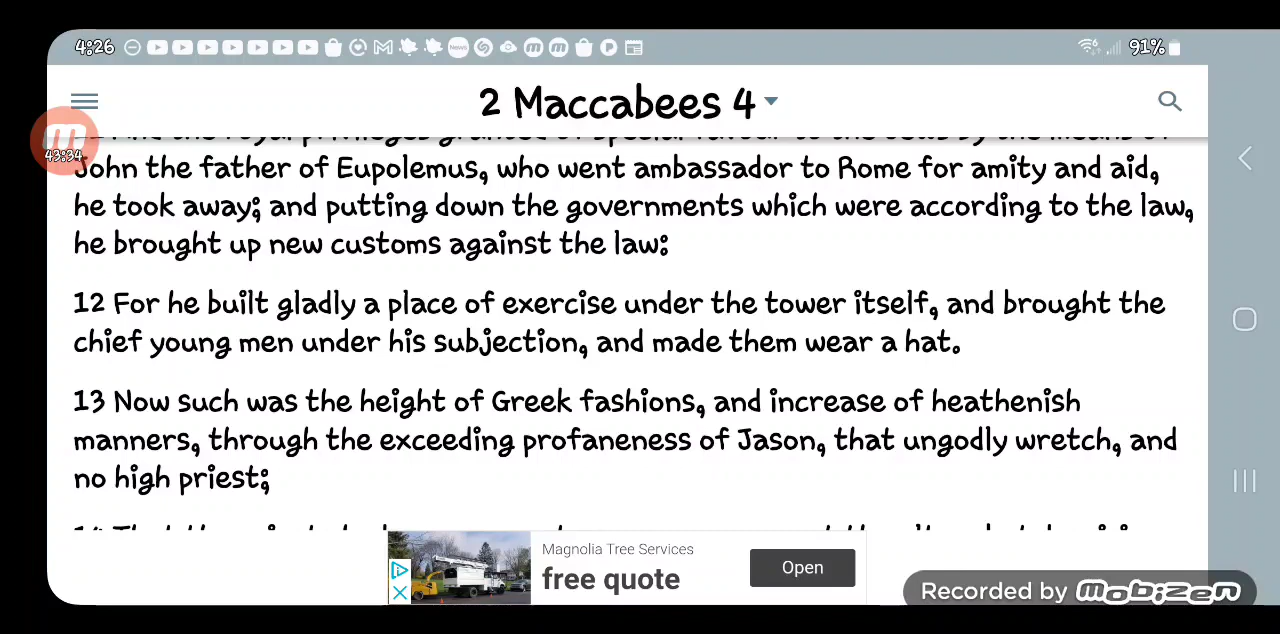 4:26
News
91%
2 Maccabees 4
43:34
John the father of Eupolemus, who went ambassador to Rome for amity and aid,
he took away; and putting down the governments which were according to the law,
he brought up new customs against the law:
12 For he built gladly a place of exercise under the tower itself, and brought the
chief young men under his subjection, and made them wear a hat.
13 Now such was the height of Greek fashions, and increase of heathenish
manners, through the exceeding profaneness of Jason, that ungodly wretch, and
no high priest;
Magnolia Tree Services
free quote
Open
Recorded by mobizen